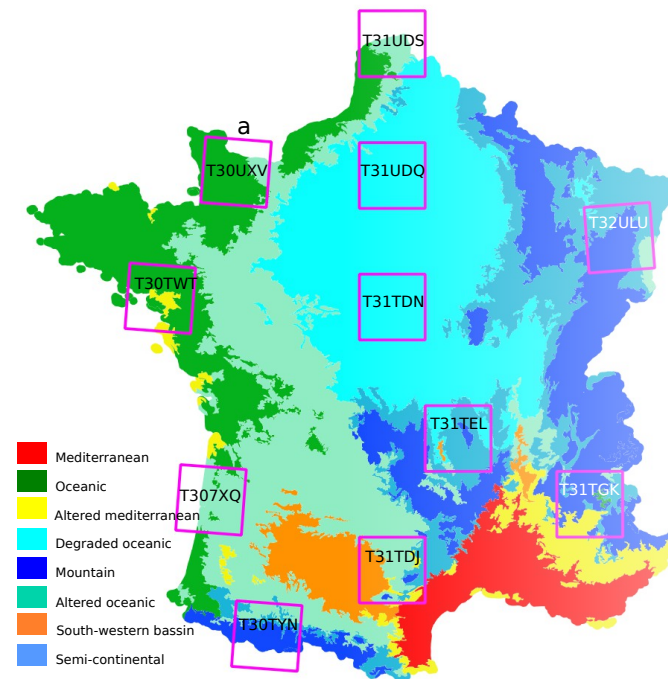 T31UDS
a
T30UXV
T31UDQ
T32ULU
T30TWT
T31TDN
T31TEL
T307XQ
T31TGK
T31TDJ
T30TYN
Mediterranean
Oceanic
Altered mediterranean
Degraded oceanic
Mountain
Altered oceanic
South-western bassin
Semi-continental